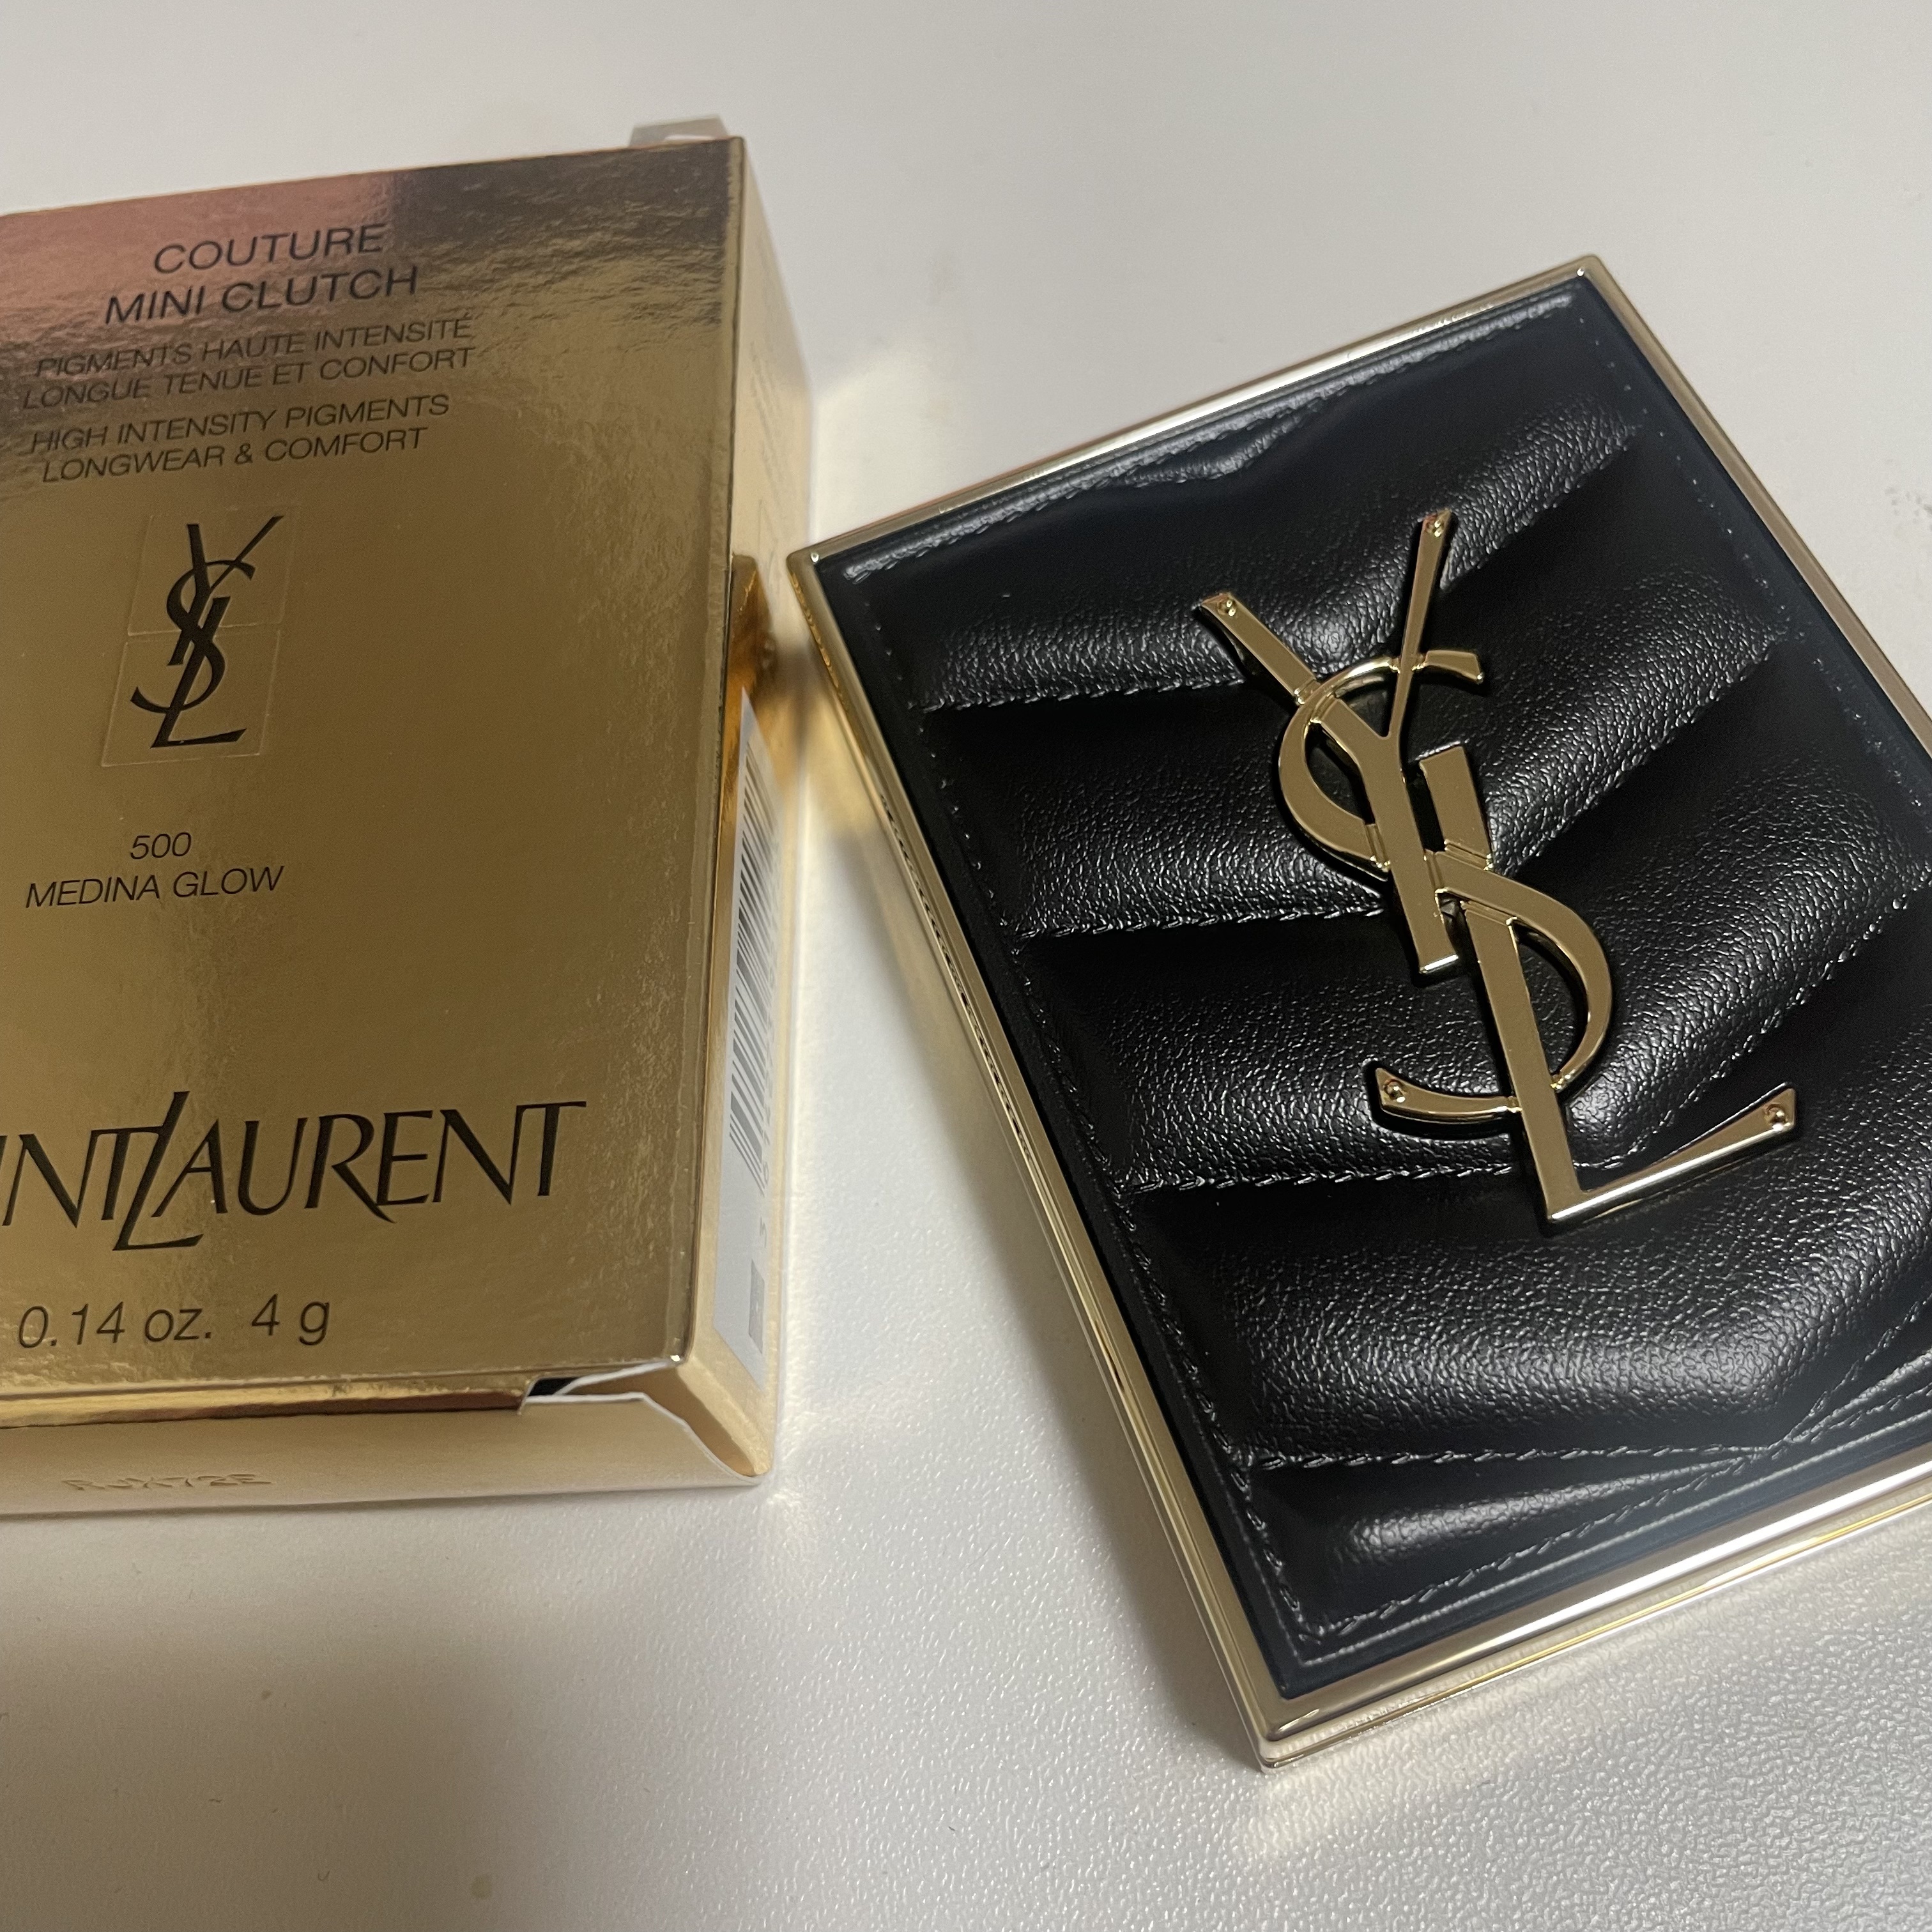 COUTURE
MINI CLUTCH
PIGMENTS HAUTE INTENSITÉ
LONGUE TENUE ET CONFORT
HIGH INTENSITY PIGMENTS
LONGWEAR & COMFORT
YSL
500
MEDINA GLOW
INTLAURENT
0.14 oz. 4 g
YSL